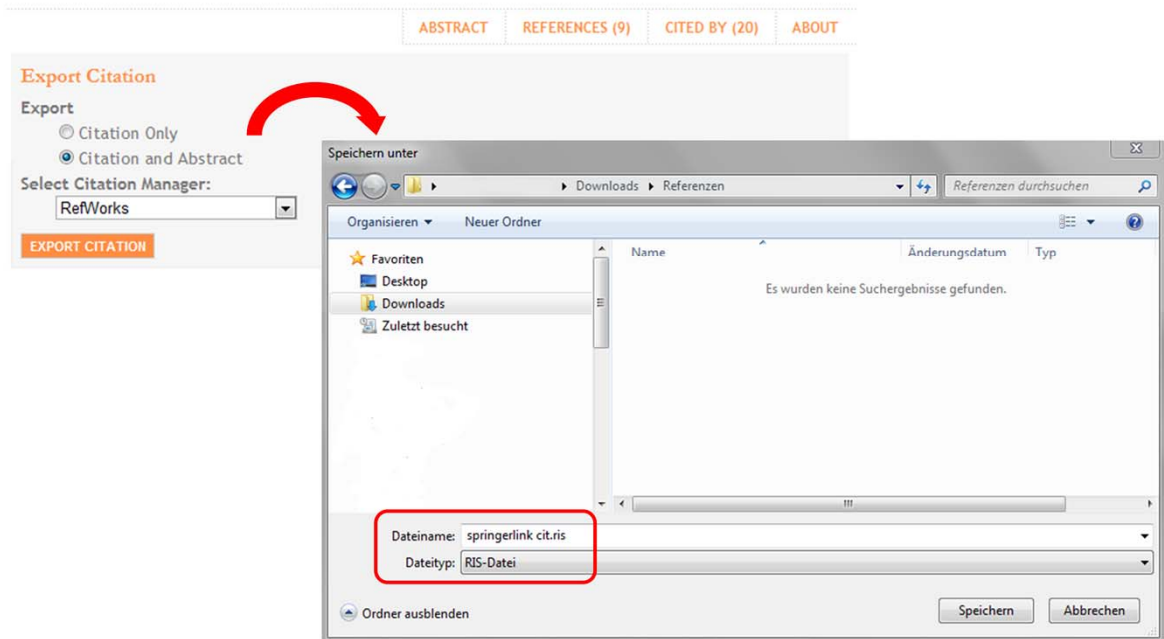 ABSTRACT REFERENCES (9) CITED BY (20) ABOUT
Export Citation
Export
Citation Only
Citation and Abstract
Select Citation Manager:
RefWorks
EXPORT CITATION
Speichern unter
Downloads Referenzen Referenzen durchsuchen
Organisieren Neuer Ordner
Favoriten
Desktop
Downloads
Zuletzt besucht
Name Änderungsdatum Typ
Es wurden keine Suchergebnisse gefunden.
Dateiname: springerlink cit.ris
Dateityp: RIS-Datei
Ordner ausblenden Speichern Abbrechen